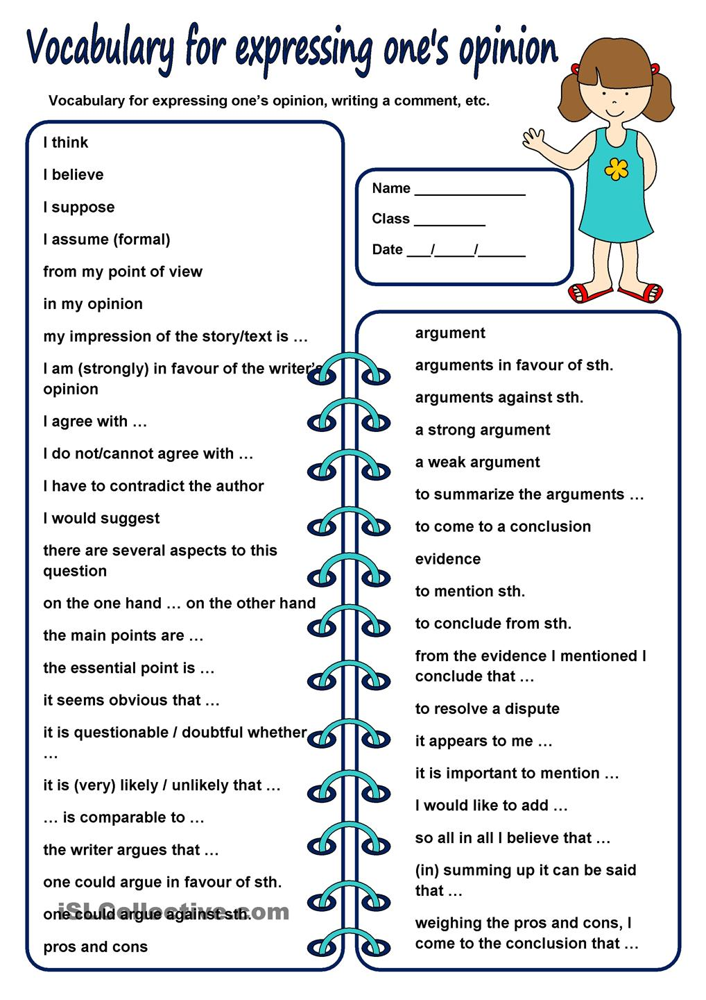 Vocabulary for expressing one's opinion
Vocabulary for expressing one’s opinion, writing a comment, etc.
I think
I believe
I suppose
I assume (formal)
from my point of view
in my opinion
my impression of the story/text is …
I am (strongly) in favour of the writer’s
opinion
I agree with …
I do not/cannot agree with …
I have to contradict the author
I would suggest
there are several aspects to this
question
on the one hand … on the other hand
the main points are …
the essential point is …
it seems obvious that …
it is questionable / doubtful whether
…
it is (very) likely / unlikely that …
… is comparable to …
the writer argues that …
one could argue in favour of sth.
one could argue against sth.
iSLCollective.com
pros and cons
Name ______________
Class _________
Date ___/_____/______
argument
arguments in favour of sth.
arguments against sth.
a strong argument
a weak argument
to summarize the arguments …
to come to a conclusion
evidence
to mention sth.
to conclude from sth.
from the evidence I mentioned I
conclude that …
to resolve a dispute
it appears to me …
it is important to mention …
I would like to add …
so all in all I believe that …
(in) summing up it can be said
that …
weighing the pros and cons, I
come to the conclusion that …